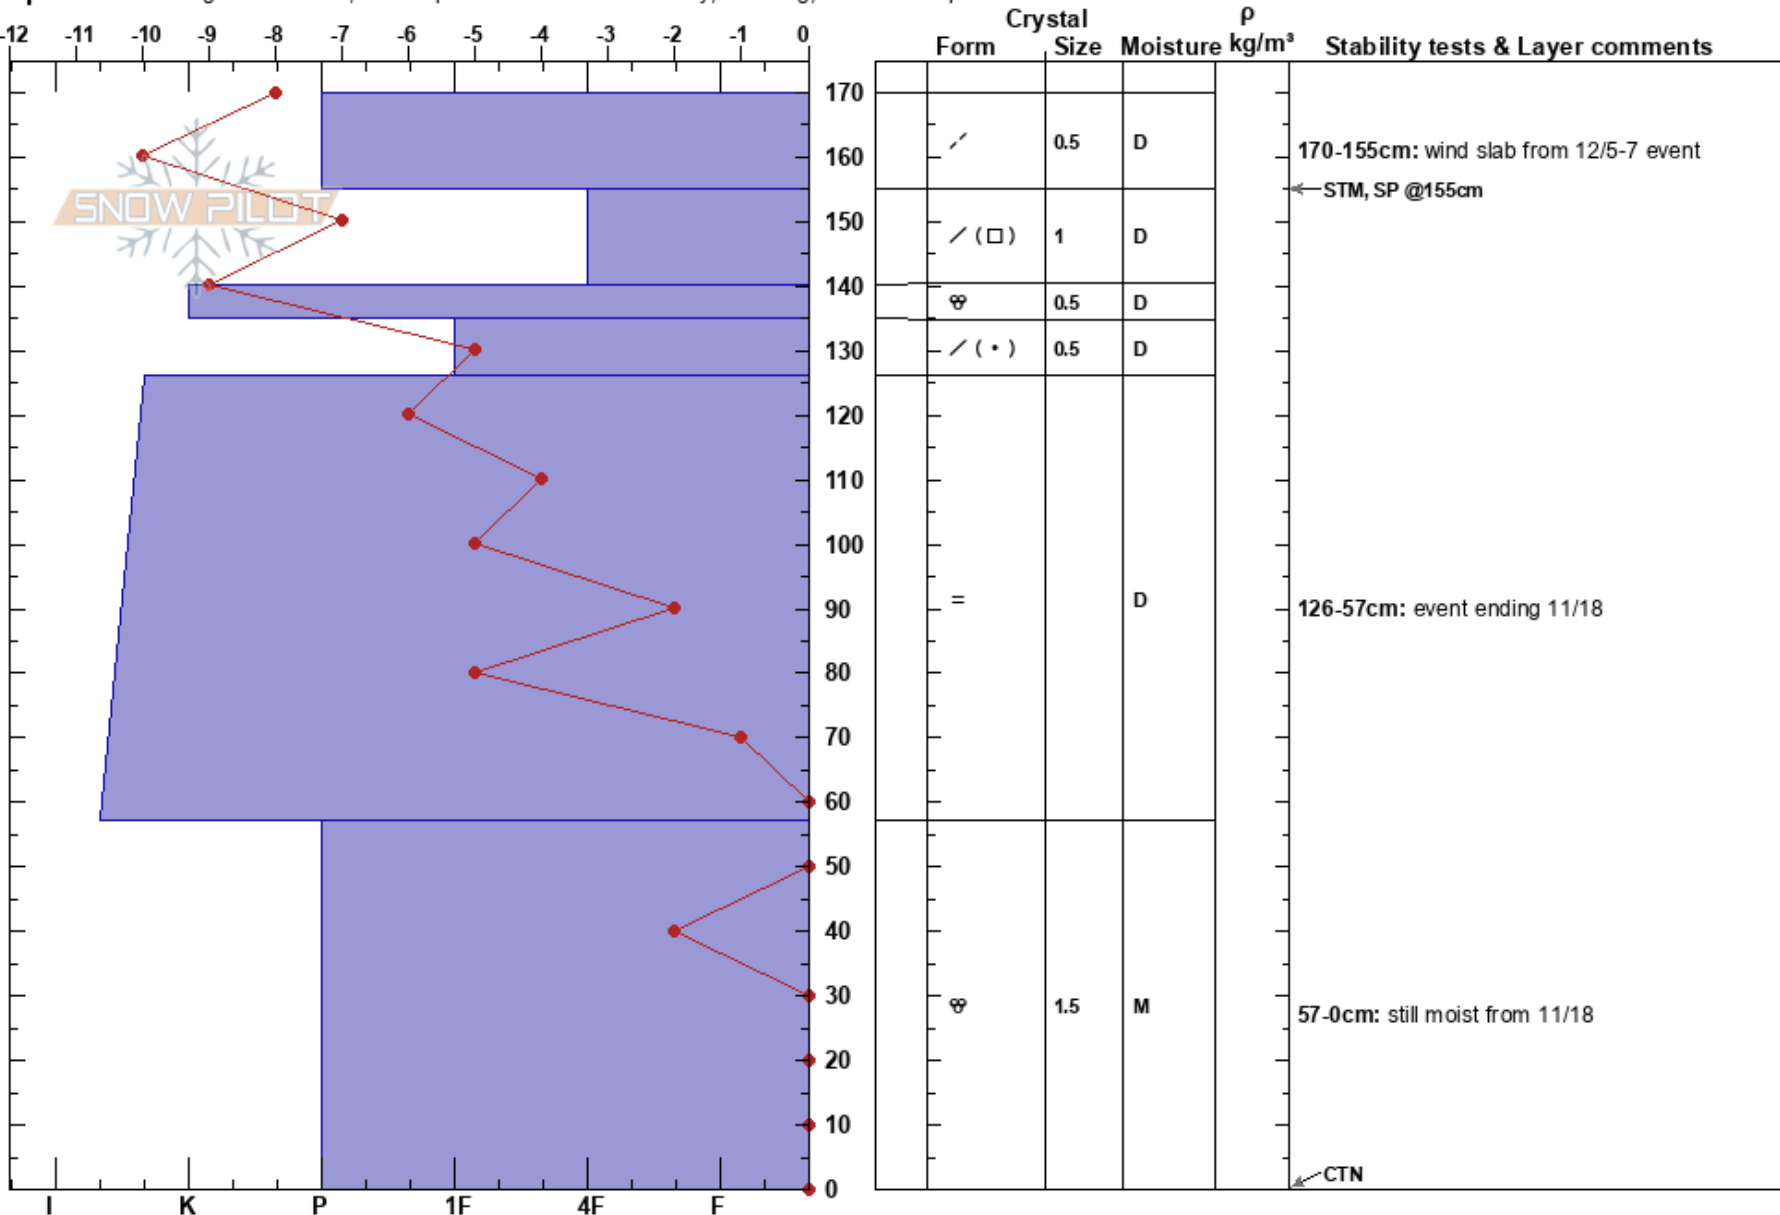 -12 -11 -10 -9 -8 -7 -6 -5 -4 -3 -2 -1 0
Crystal
Form Size Moisture
ρ
kg/m³
Stability tests & Layer comments
SNOW PILOT
170
160
150
140
130
120
110
100
90
80
70
60
50
40
30
20
10
0
0.5 D
170-155cm: wind slab from 12/5-7 event
STM, SP @155cm
/ (□) 1 D
0.5 D
/ (•) 0.5 D
= D
126-57cm: event ending 11/18
1.5 M
57-0cm: still moist from 11/18
CTN
I K P 1F 4F F